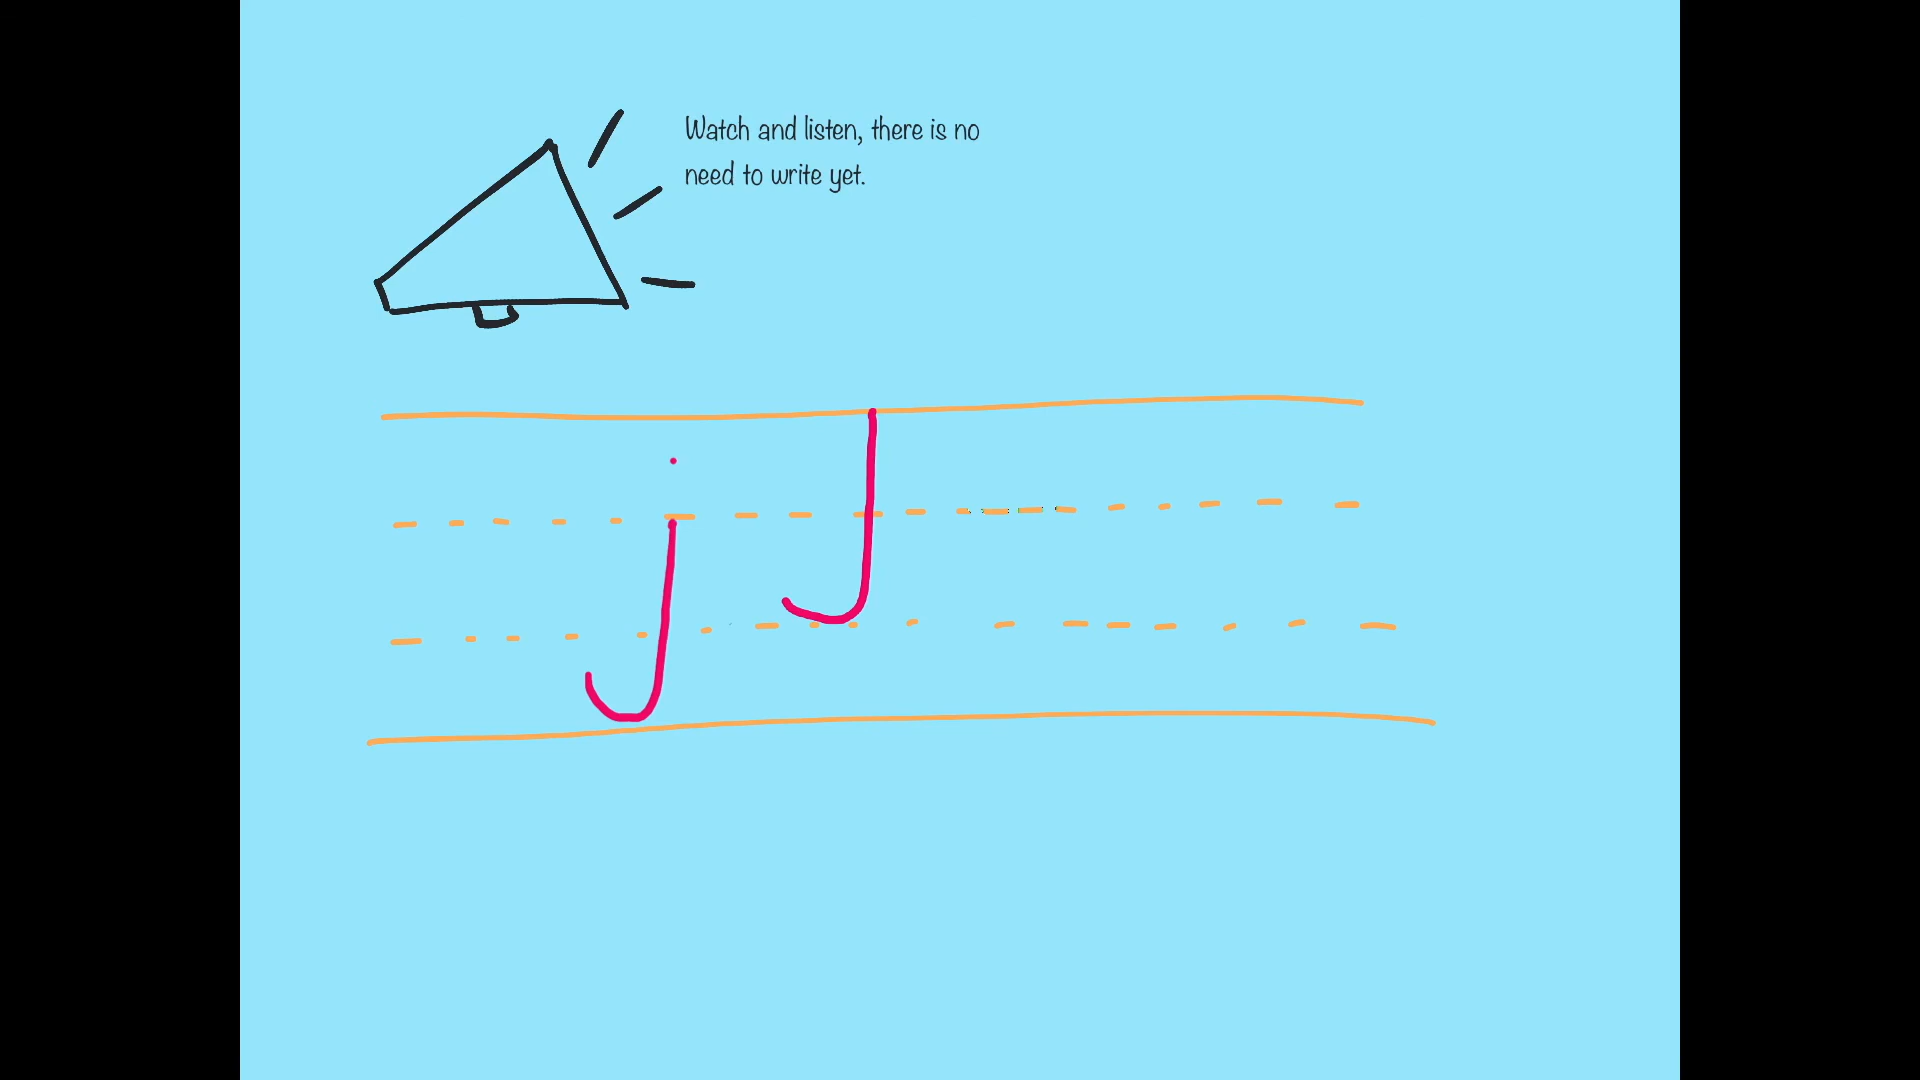 Watch and listen, there is no
need to write yet.
j J